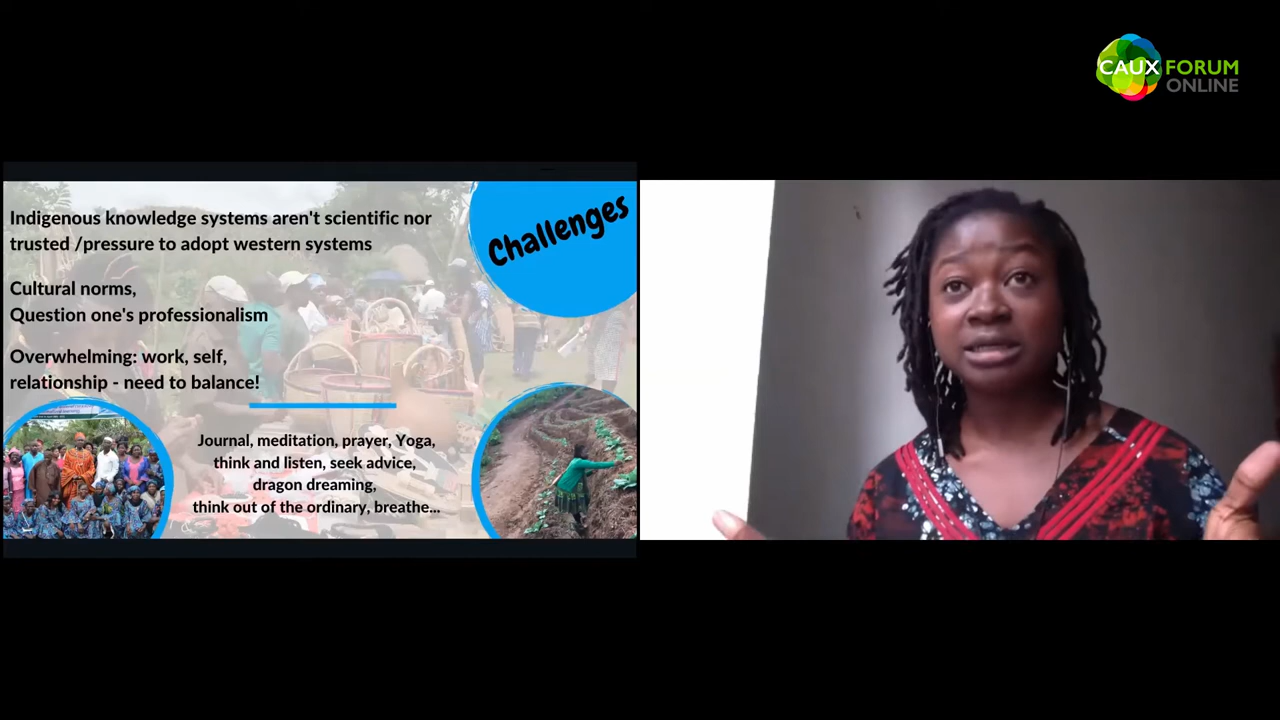 CAUX FORUM
ONLINE
Challenges
Indigenous knowledge systems aren't scientific nor
trusted /pressure to adopt western systems
Cultural norms,
Question one's professionalism
Overwhelming: work, self,
relationship - need to balance!
Journal, meditation, prayer, Yoga,
think and listen, seek advice,
dragon dreaming,
think out of the ordinary, breathe...